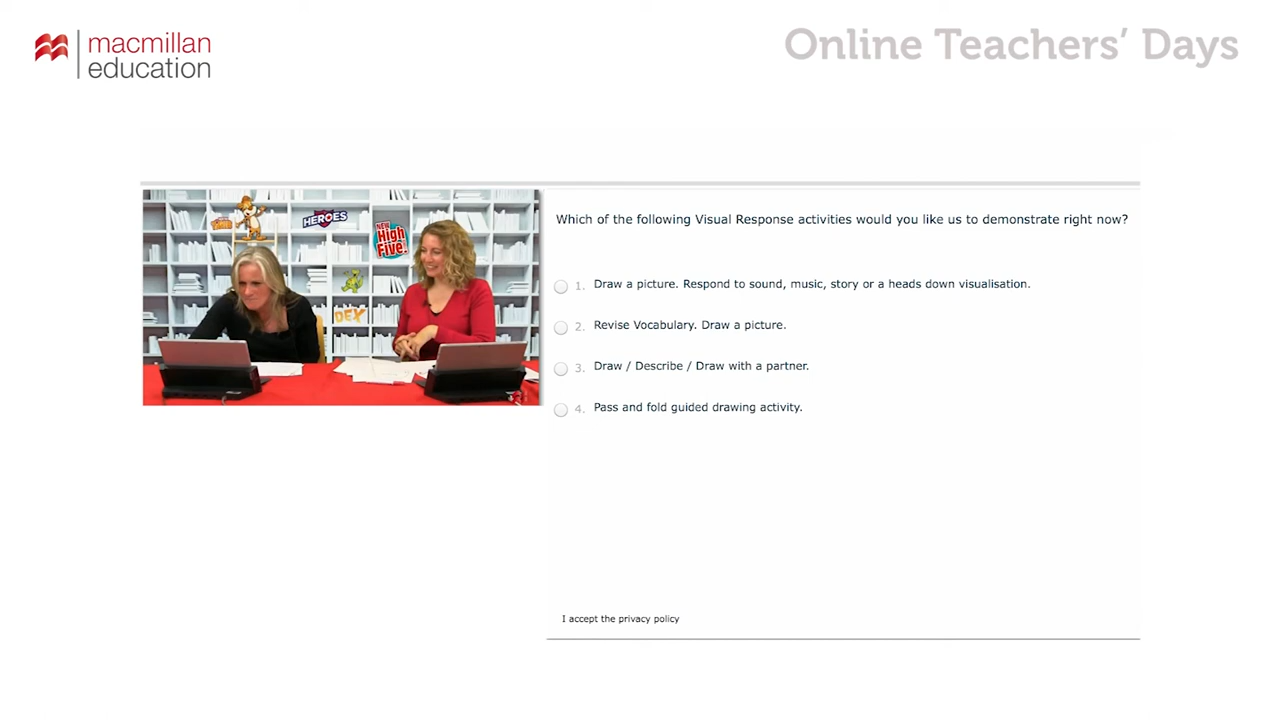 macmillan
education
Online Teachers' Days
HEROES
NEW
High
Five!
DEX
Which of the following Visual Response activities would you like us to demonstrate right now?
1. Draw a picture. Respond to sound, music, story or a heads down visualisation.
2. Revise Vocabulary. Draw a picture.
3. Draw / Describe / Draw with a partner.
4. Pass and fold guided drawing activity.
I accept the privacy policy